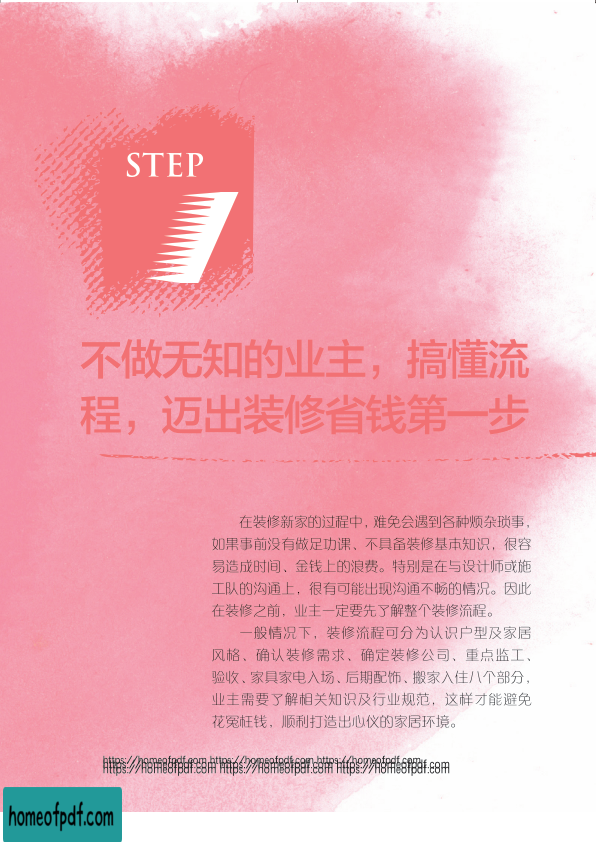 STEP
1
不做无知的业主，搞懂流
程，迈出装修省钱第一步
在装修新家的过程中，难免会遇到各种烦杂琐事，
如果事前没有做足功课、不具备装修基本知识，很容
易造成时间、金钱上的浪费。特别是在与设计师或施
工队的沟通上，很有可能出现沟通不畅的情况。因此
在装修之前，业主一定要先了解整个装修流程。
一般情况下，装修流程可分为认识户型及家居
风格、确认装修需求、确定装修公司、重点监工、
验收、家具家电入场、后期配饰、搬家入住八个部分，
业主需要了解相关知识及行业规范，这样才能避免
花冤枉钱，顺利打造出心仪的家居环境。
https://homeofpdf.com https://homeofpdf.com https://homeofpdf.com
https://homeofpdf.com https://homeofpdf.com https://homeofpdf.com
homeofpdf.com